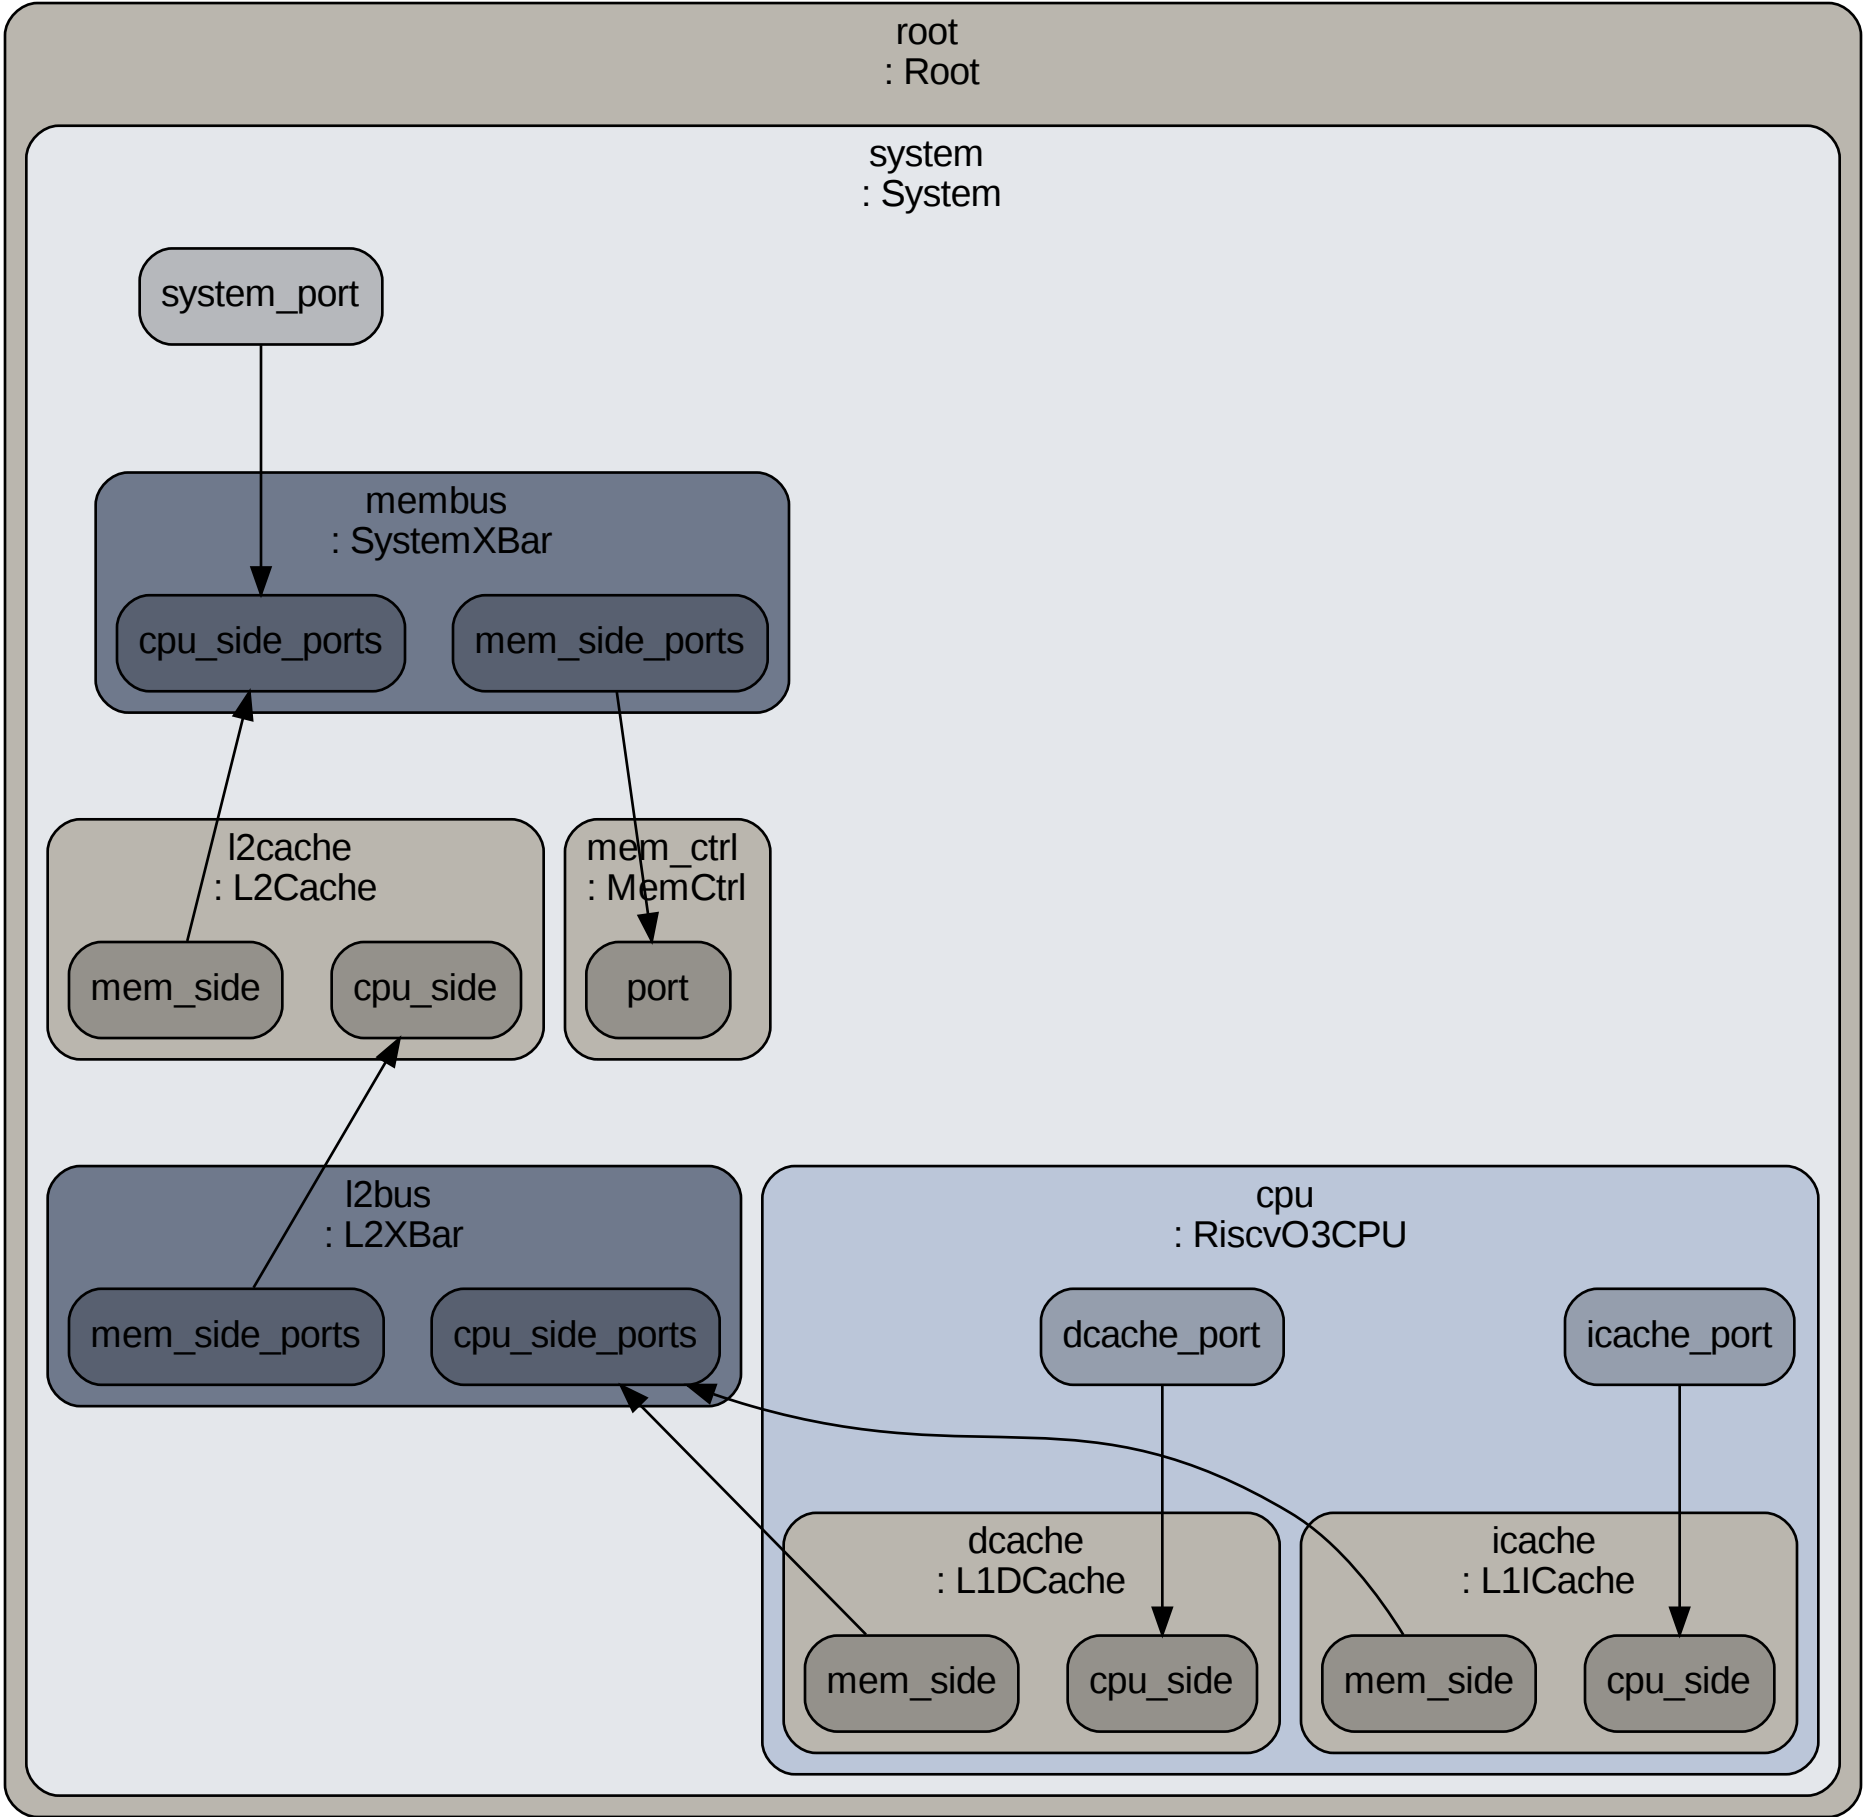 root
: Root
system
: System
system_port
membus
: SystemXBar
cpu_side_ports
mem_side_ports
l2cache
: L2Cache
mem_side
cpu_side
mem_ctrl
: MemCtrl
port
l2bus
: L2XBar
mem_side_ports
cpu_side_ports
cpu
: RiscvO3CPU
dcache_port
icache_port
dcache
: L1DCache
mem_side
cpu_side
icache
: L1ICache
mem_side
cpu_side